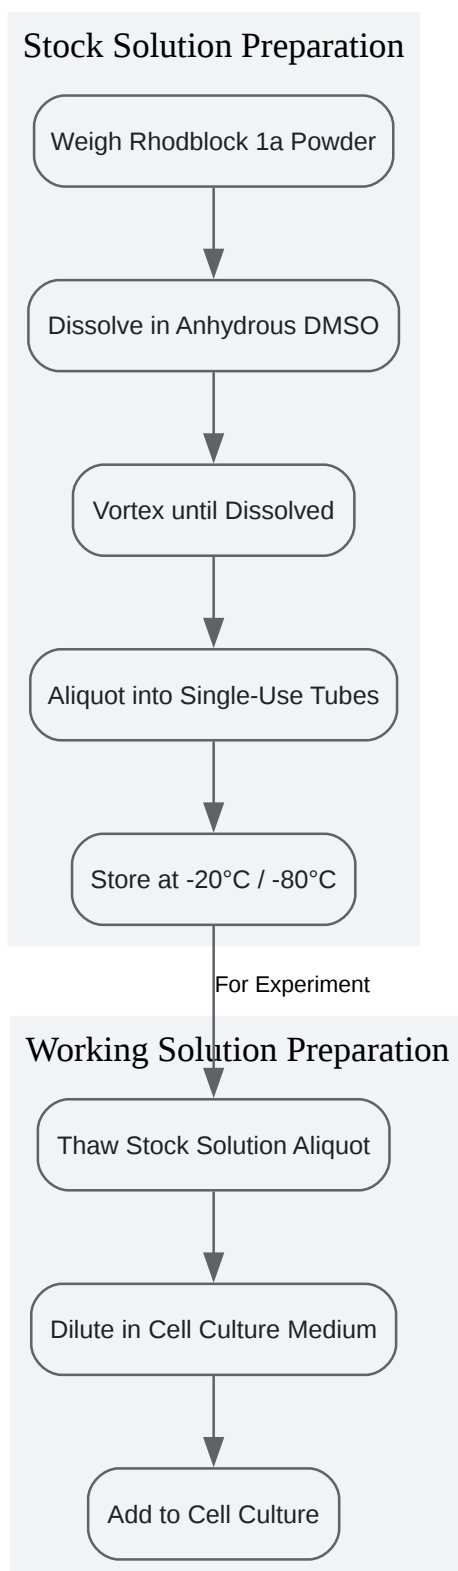 Stock Solution Preparation
Weigh Rhodblock 1a Powder
Dissolve in Anhydrous DMSO
Vortex until Dissolved
Aliquot into Single-Use Tubes
Store at -20°C / -80°C
For Experiment
Working Solution Preparation
Thaw Stock Solution Aliquot
Dilute in Cell Culture Medium
Add to Cell Culture